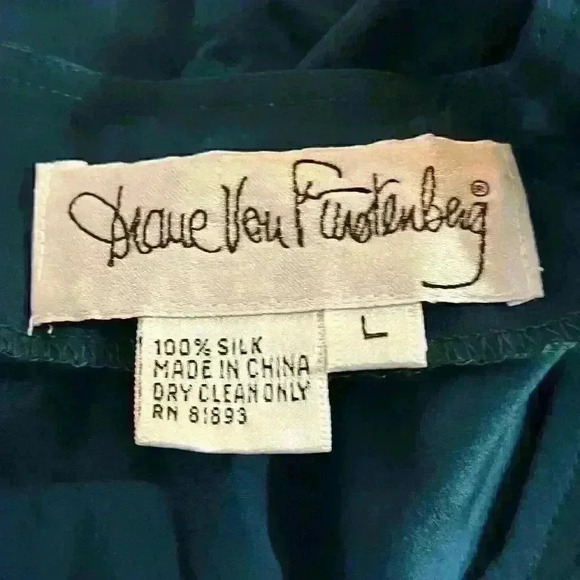 Diane Von Furstenberg®
L
100% SILK
MADE IN CHINA
DRY CLEAN ONLY
RN 81893